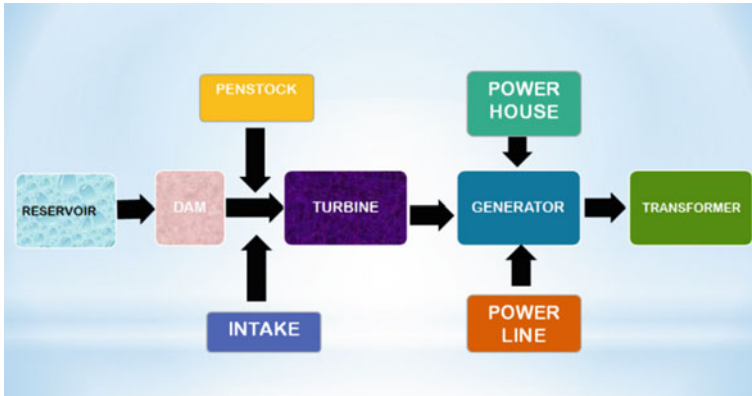 PENSTOCK
POWER
HOUSE
RESERVOIR
DAM
TURBINE
GENERATOR
TRANSFORMER
INTAKE
POWER
LINE